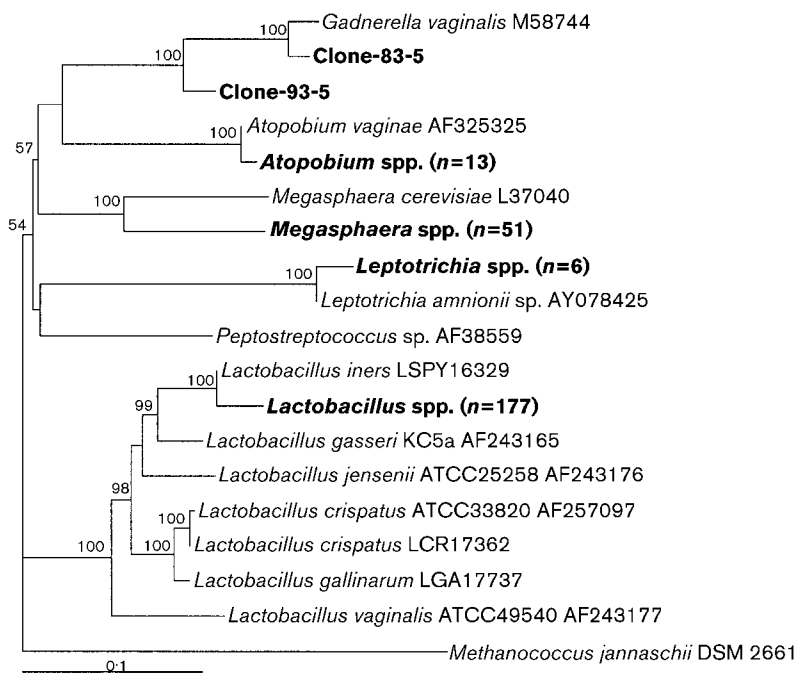 Gadnerella vaginalis M58744
100
100
Clone-83-5
Clone-93-5
Atopobium vaginae AF325325
100
57
Atopobium spp. (n=13)
Megasphaera cerevisiae L37040
100
54
Megasphaera spp. (n=51)
Leptotrichia spp. (n=6)
100
Leptotrichia amnionii sp. AY078425
Peptostreptococcus sp. AF38559
Lactobacillus iners LSPY16329
100
99
Lactobacillus spp. (n=177)
Lactobacillus gasseri KC5a AF243165
Lactobacillus jensenii ATCC25258 AF243176
98
Lactobacillus crispatus ATCC33820 AF257097
100
100
100
Lactobacillus crispatus LCR17362
Lactobacillus gallinarum LGA17737
Lactobacillus vaginalis ATCC49540 AF243177
Methanococcus jannaschii DSM 2661
0·1